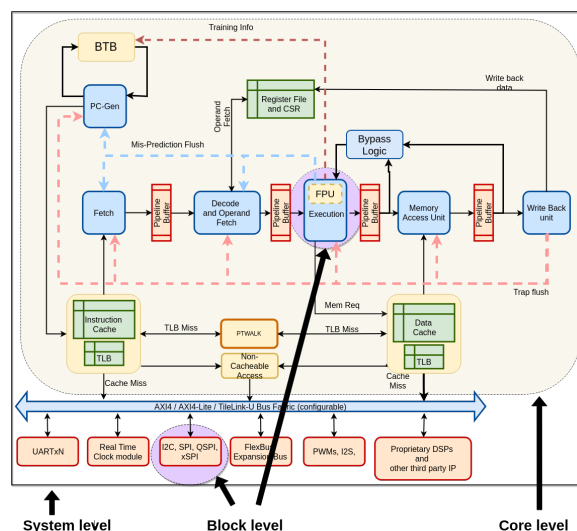 Training Info
BTB
PC-Gen
Register File
and CSR
Write back
data
Operand
Fetch
Bypass
Logic
Mis-Prediction Flush
FPU
Fetch
Pipeline
Buffer
Decode
and Operand
Fetch
Pipeline
Buffer
Execution
Pipeline
Buffer
Memory
Access Unit
Pipeline
Buffer
Write Back
unit
Trap flush
Mem Req
Instruction
Cache
TLB
TLB Miss
PTWALK
TLB Miss
Data
Cache
TLB
Non-
Cacheable
Access
Cache Miss
Cache
Miss
AXI4 / AXI4-Lite / TileLink-U Bus Fabric (configurable)
UARTxN
Real Time
Clock module
I2C, SPI, QSPI,
xSPI
FlexBus
Expansion Bus
PWMs, I2S,
Proprietary DSPs
and
other third party IP
System level
Block level
Core level